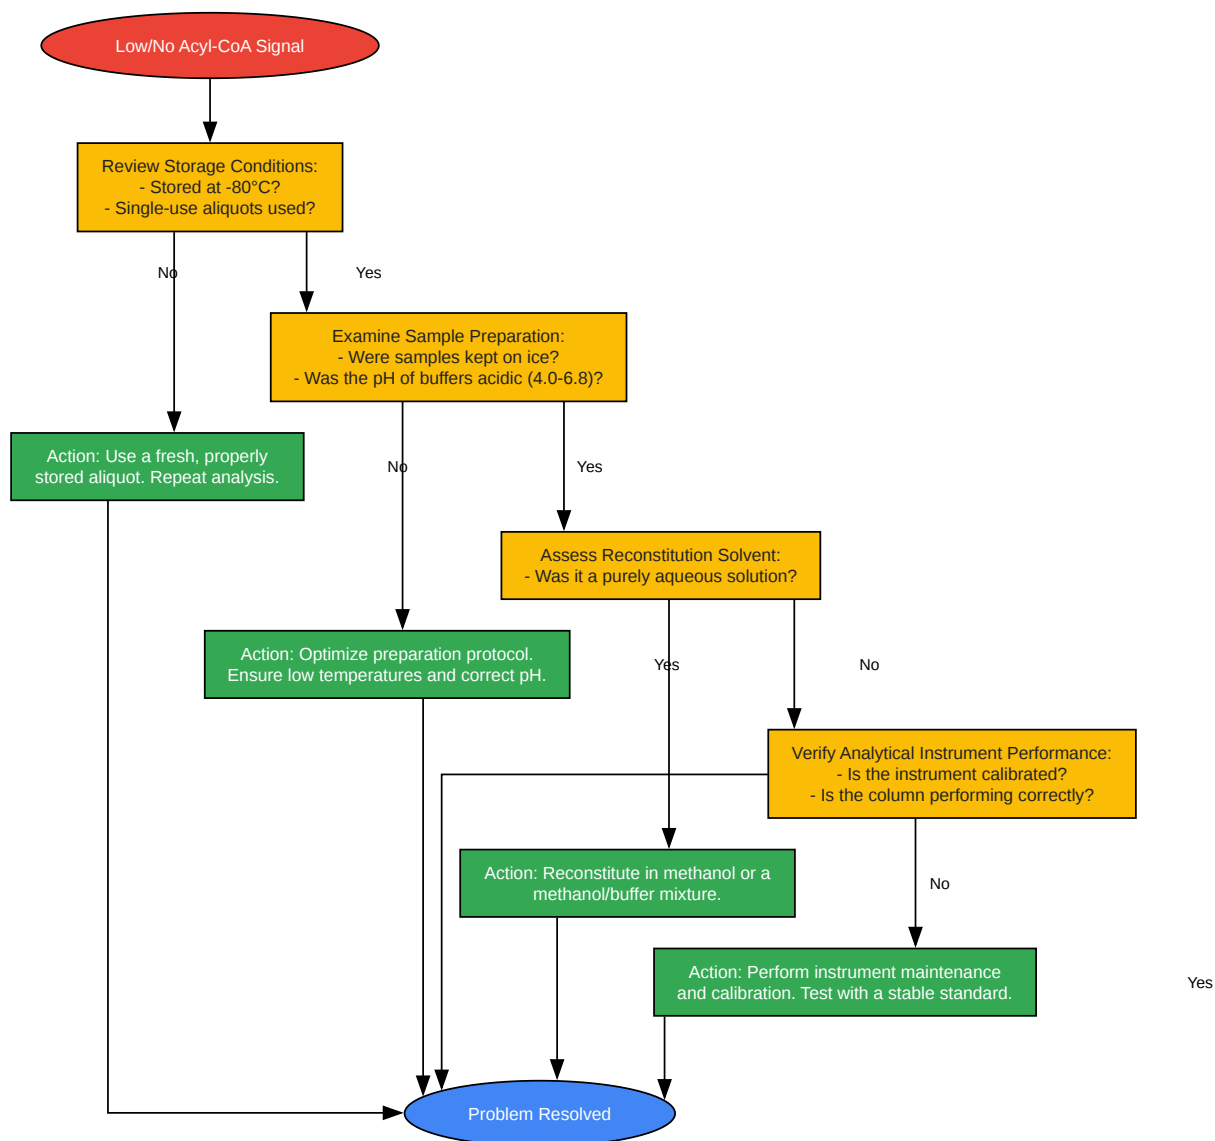 Low/No Acyl-CoA Signal
Review Storage Conditions:
- Stored at -80°C?
- Single-use aliquots used?
No
Yes
Examine Sample Preparation:
- Were samples kept on ice?
- Was the pH of buffers acidic (4.0-6.8)?
Action: Use a fresh, properly
stored aliquot. Repeat analysis.
No
Yes
Assess Reconstitution Solvent:
- Was it a purely aqueous solution?
Action: Optimize preparation protocol.
Ensure low temperatures and correct pH.
Yes
No
Verify Analytical Instrument Performance:
- Is the instrument calibrated?
- Is the column performing correctly?
Action: Reconstitute in methanol or a
methanol/buffer mixture.
No
Action: Perform instrument maintenance
and calibration. Test with a stable standard.
Yes
Problem Resolved